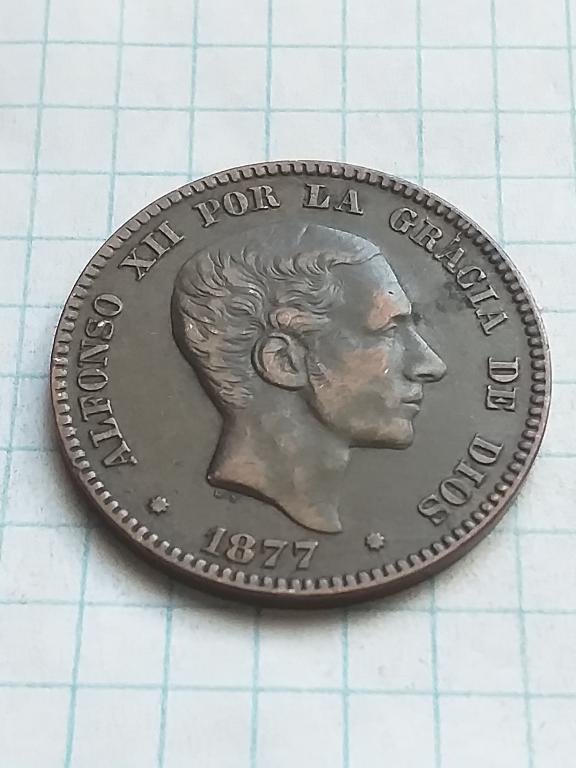 ALFONSO XII POR LA GRACIA DE DIOS
* 1877 *